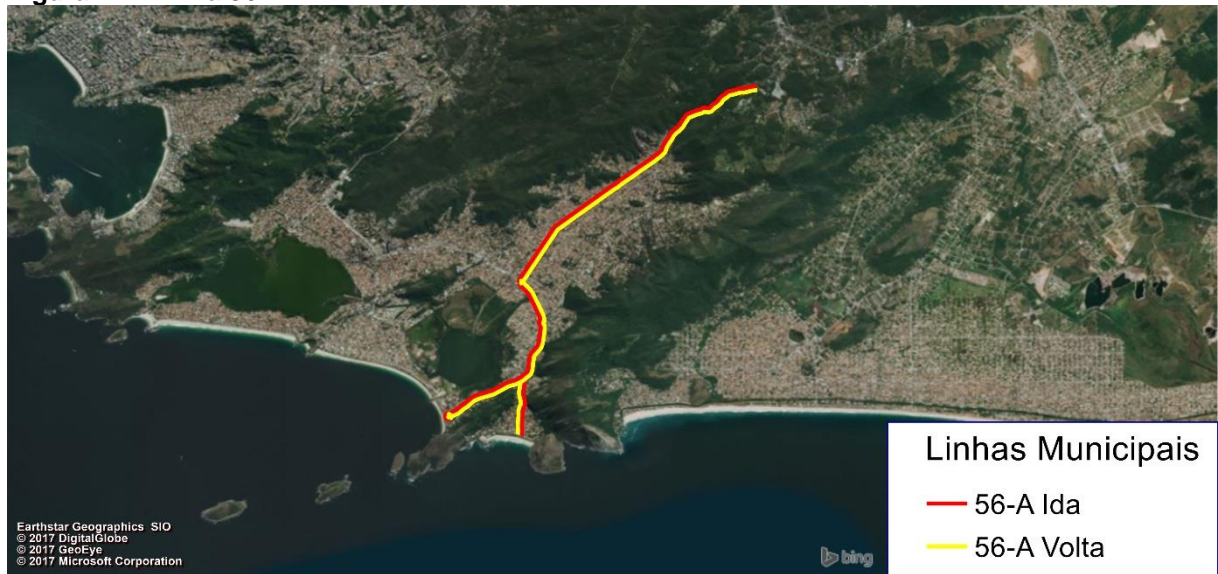 Linhas Municipais
56-A Ida
56-A Volta
Earthstar Geographics SIO
© 2017 DigitalGlobe
© 2017 GeoEye
© 2017 Microsoft Corporation
bing